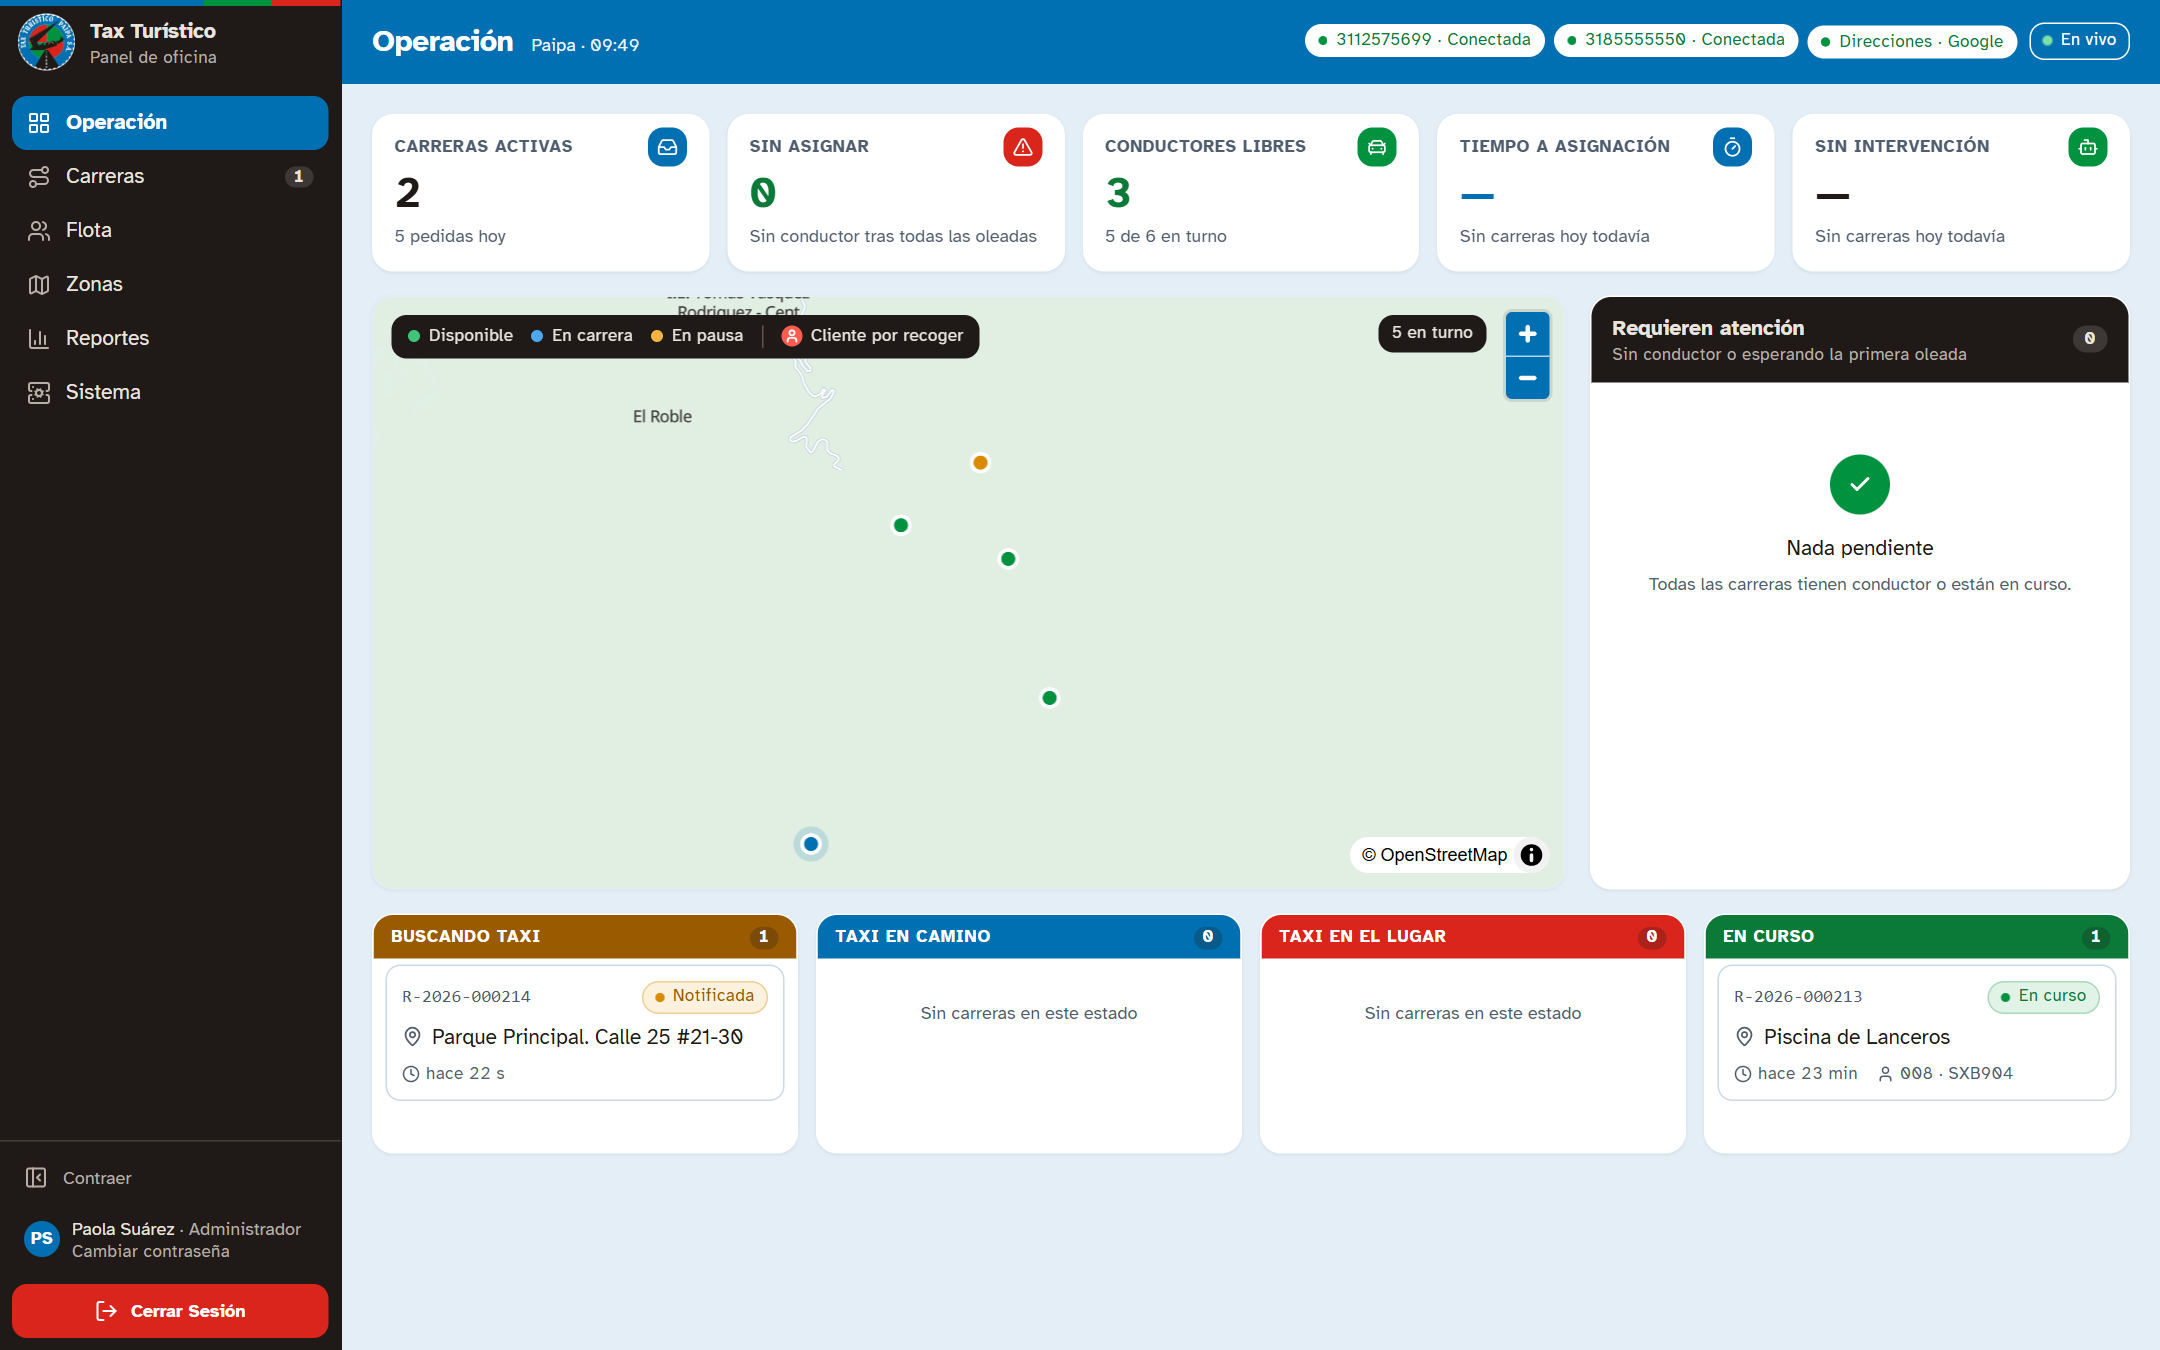 Tax Turístico
Panel de oficina
Operación
Carreras 1
Flota
Zonas
Reportes
Sistema
Contraer
PS
Paola Suárez · Administrador
Cambiar contraseña
Cerrar Sesión
Operación Paipa · 09:49
3112575699 · Conectada
3185555550 · Conectada
Direcciones · Google
En vivo
CARRERAS ACTIVAS
2
5 pedidas hoy
SIN ASIGNAR
0
Sin conductor tras todas las oleadas
CONDUCTORES LIBRES
3
5 de 6 en turno
TIEMPO A ASIGNACIÓN
—
Sin carreras hoy todavía
SIN INTERVENCIÓN
—
Sin carreras hoy todavía
Rodriguez - Cent
Disponible En carrera En pausa Cliente por recoger
5 en turno
+
−
El Roble
© OpenStreetMap
Requieren atención
Sin conductor o esperando la primera oleada
0
Nada pendiente
Todas las carreras tienen conductor o están en curso.
BUSCANDO TAXI 1
R-2026-000214 Notificada
Parque Principal. Calle 25 #21-30
hace 22 s
TAXI EN CAMINO 0
Sin carreras en este estado
TAXI EN EL LUGAR 0
Sin carreras en este estado
EN CURSO 1
R-2026-000213 En curso
Piscina de Lanceros
hace 23 min 008 · SXB904